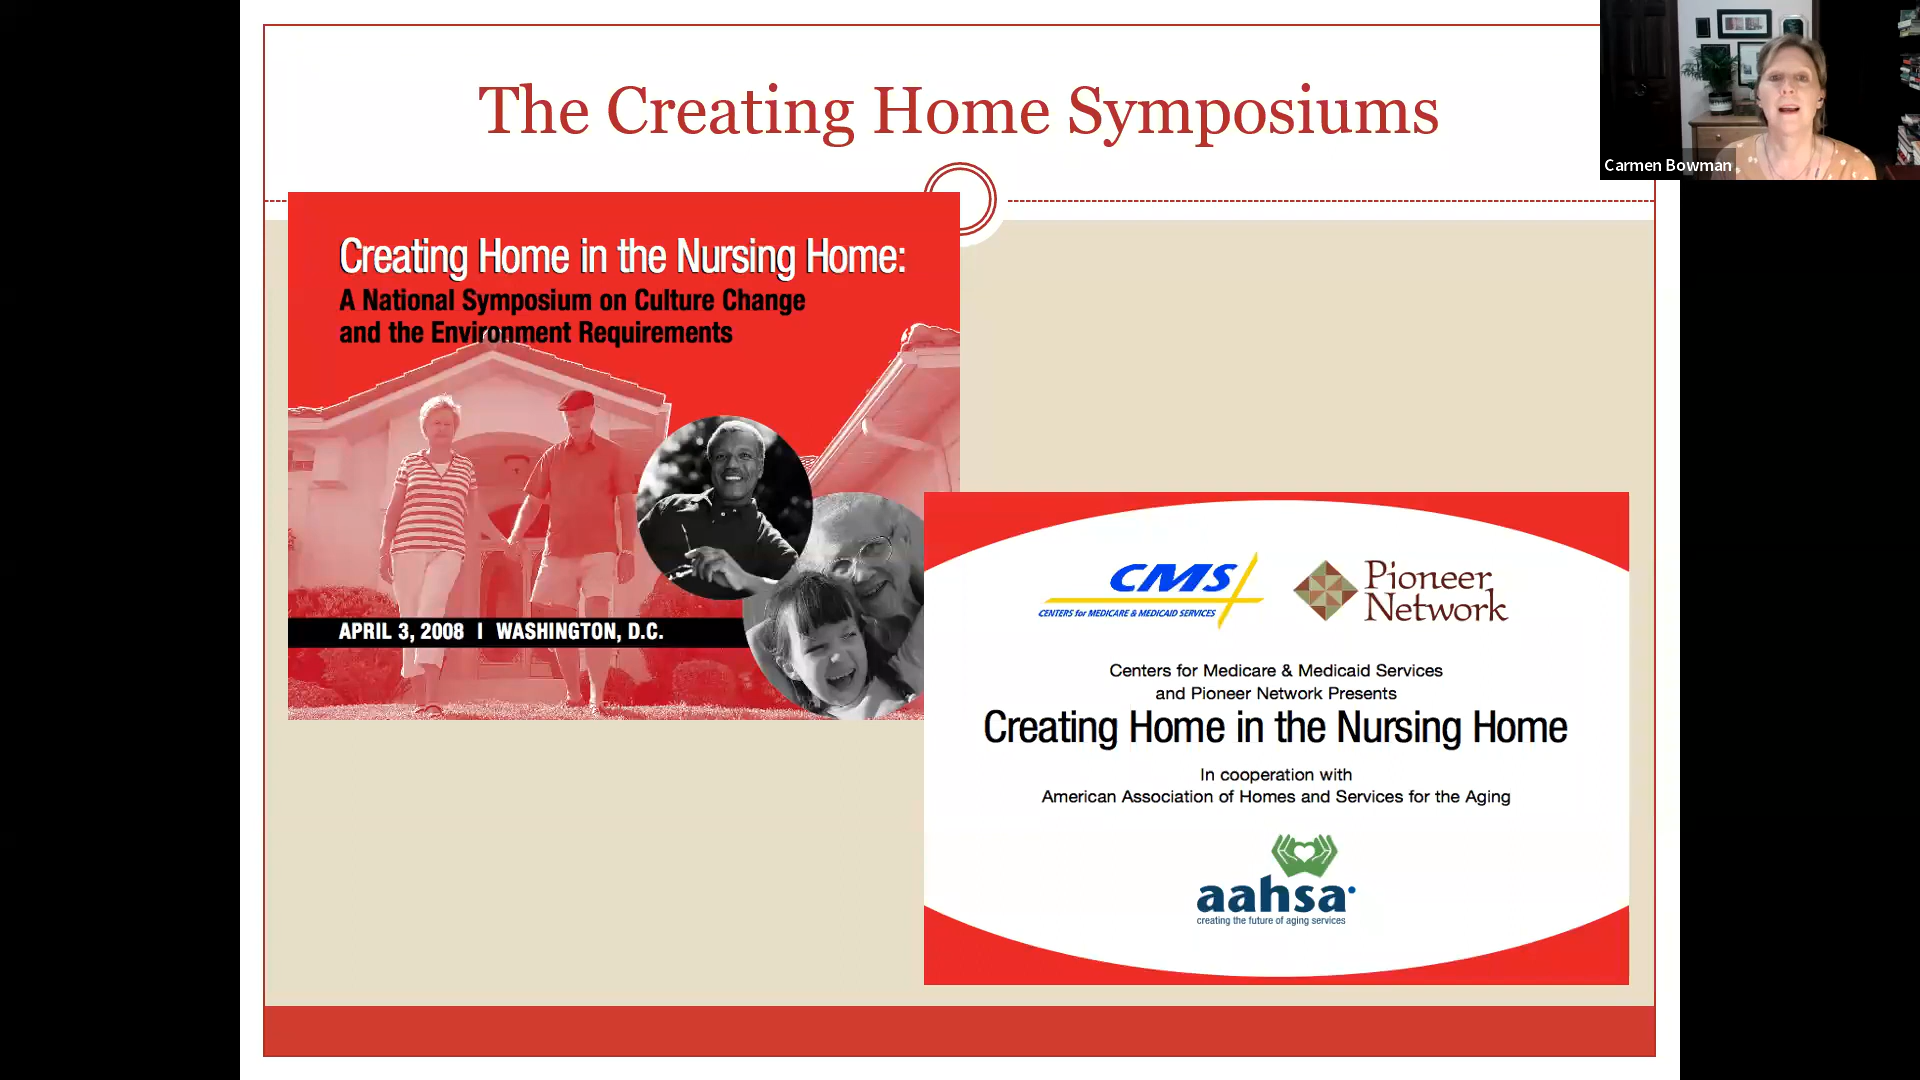 The Creating Home Symposiums
Carmen Bowman
Creating Home in the Nursing Home:
A National Symposium on Culture Change
and the Environment Requirements
APRIL 3, 2008 I WASHINGTON, D.C.
CMS
CENTERS for MEDICARE & MEDICAID SERVICES
Pioneer
Network
Centers for Medicare & Medicaid Services
and Pioneer Network Presents
Creating Home in the Nursing Home
In cooperation with
American Association of Homes and Services for the Aging
aahsa
creating the future of aging services